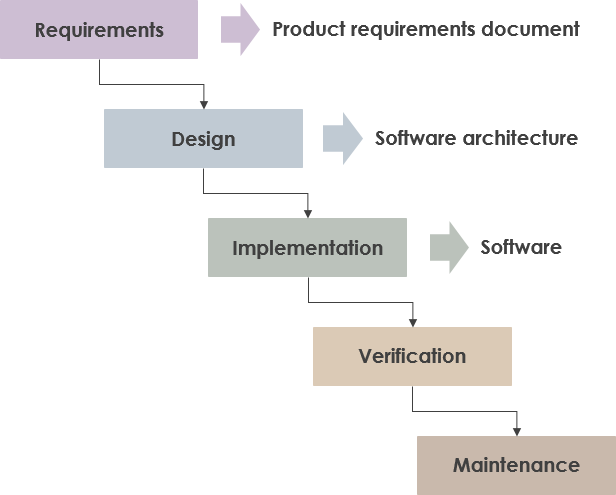 Requirements
Product requirements document
Design
Software architecture
Implementation
Software
Verification
Maintenance